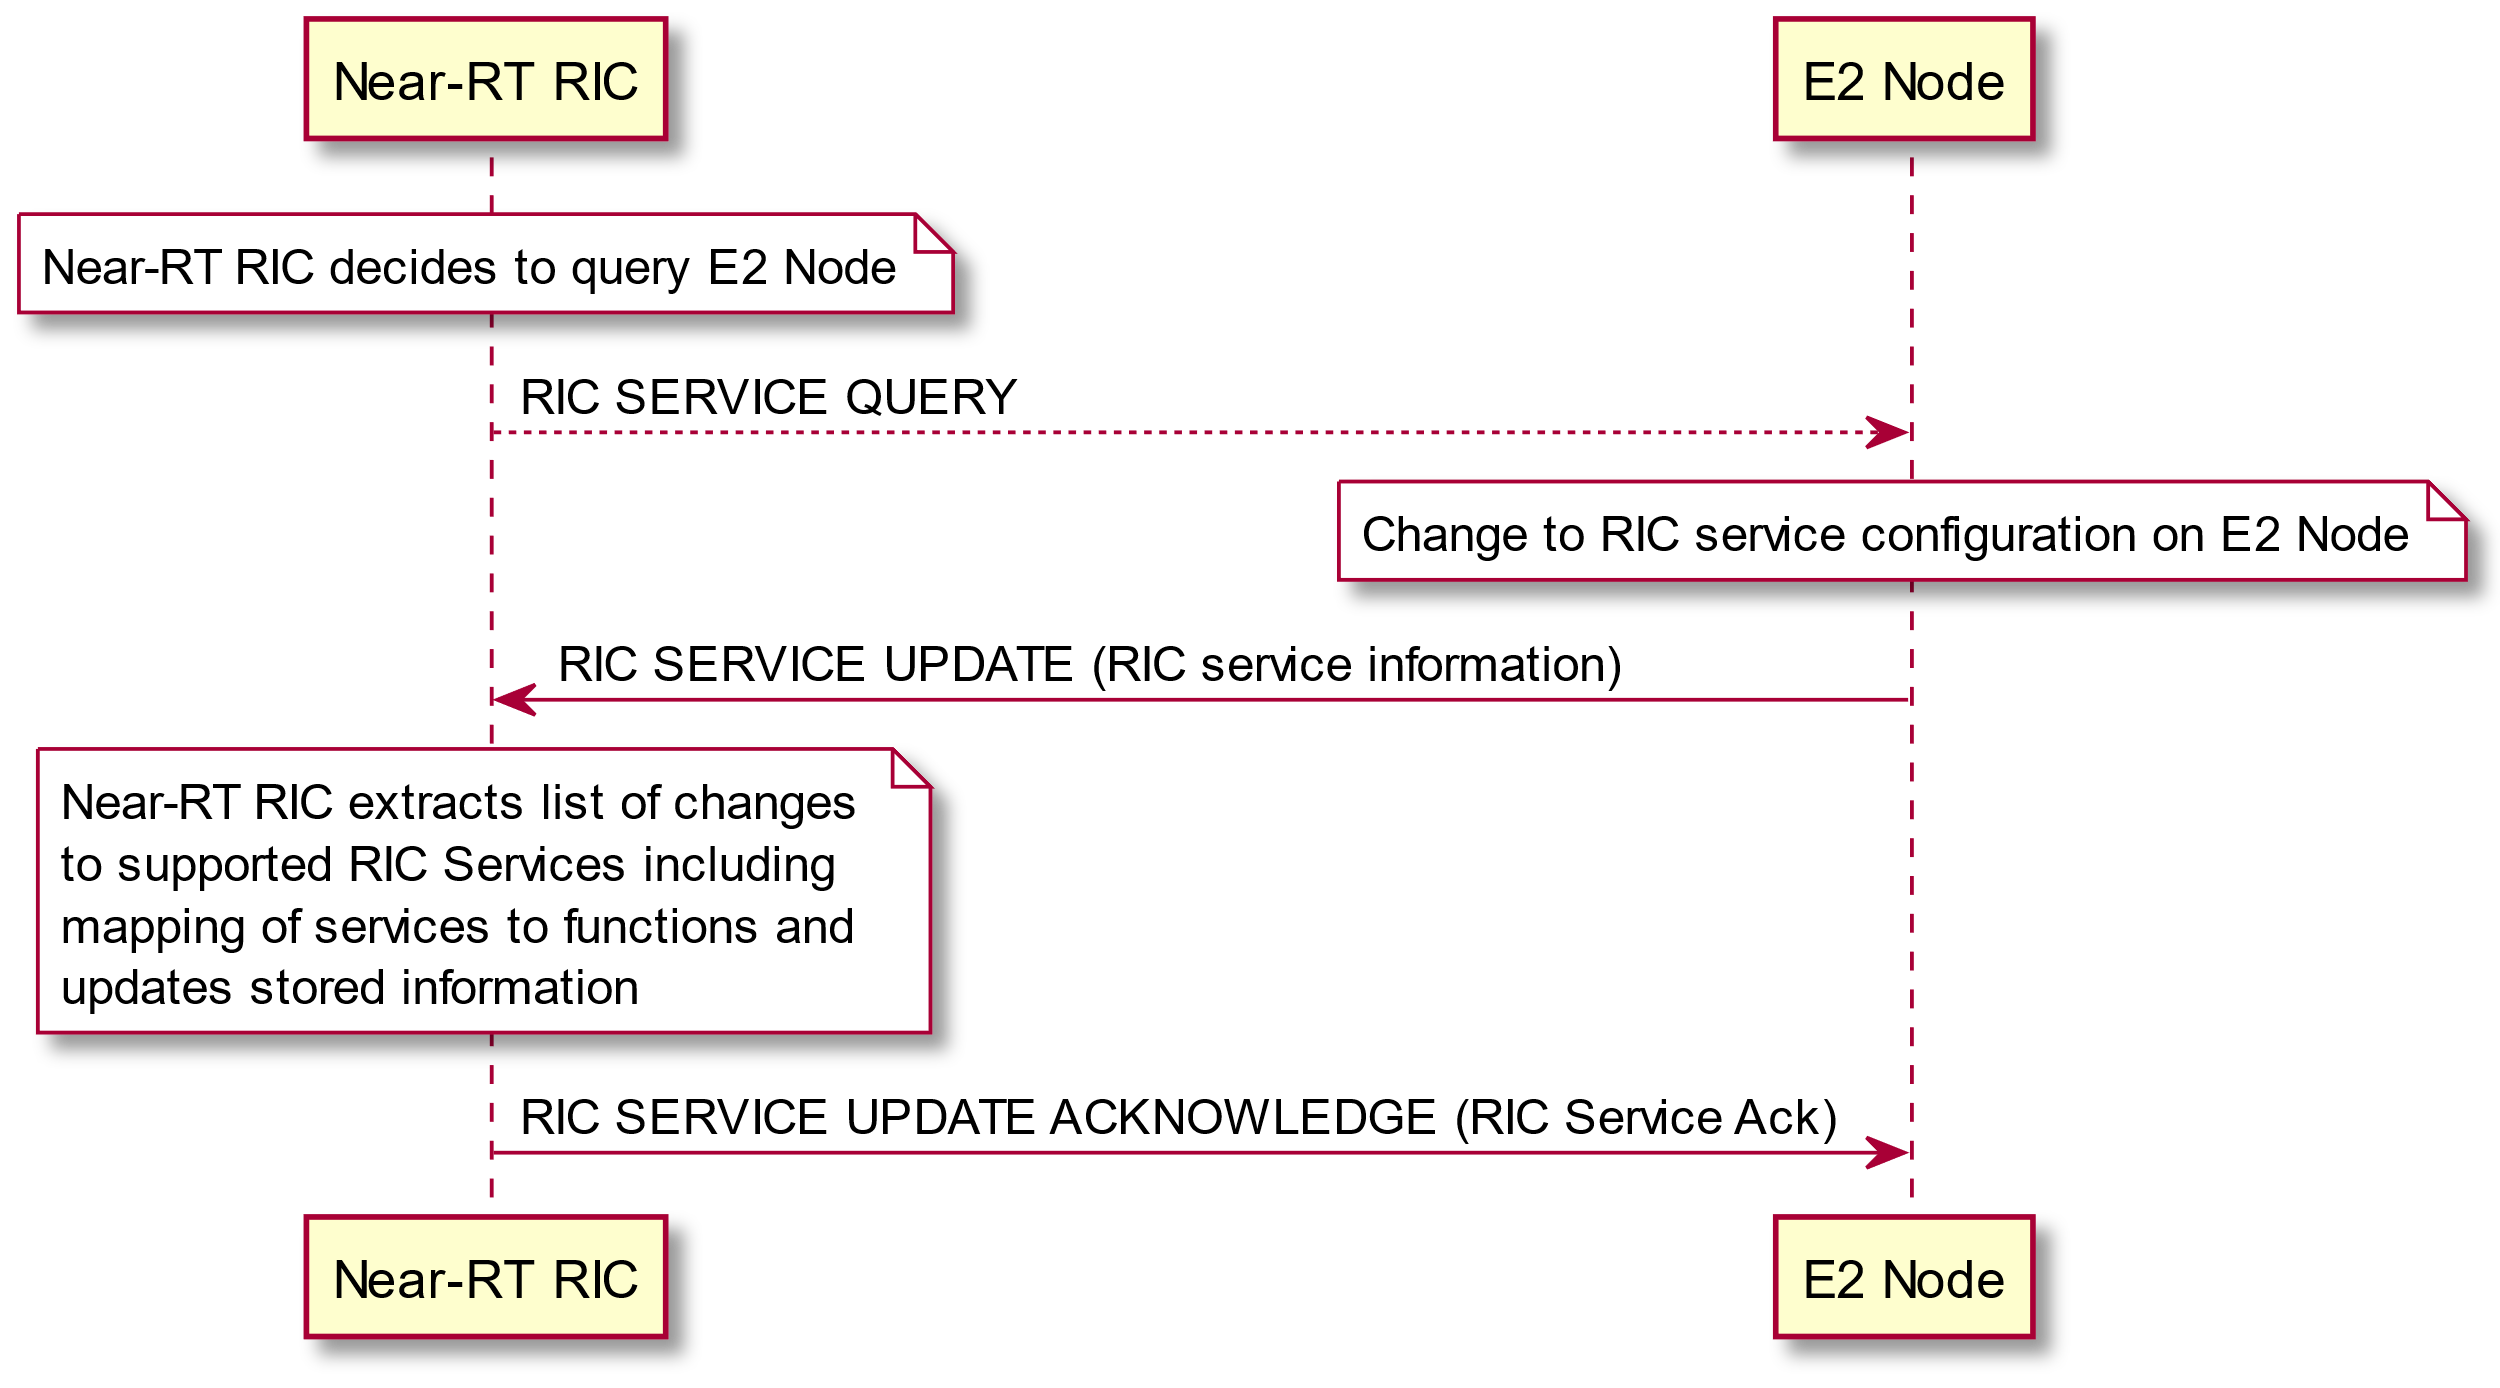 Near-RT RIC
E2 Node
Near-RT RIC decides to query E2 Node
RIC SERVICE QUERY
Change to RIC service configuration on E2 Node
RIC SERVICE UPDATE (RIC service information)
Near-RT RIC extracts list of changes
to supported RIC Services including
mapping of services to functions and
updates stored information
RIC SERVICE UPDATE ACKNOWLEDGE (RIC Service Ack)
Near-RT RIC
E2 Node